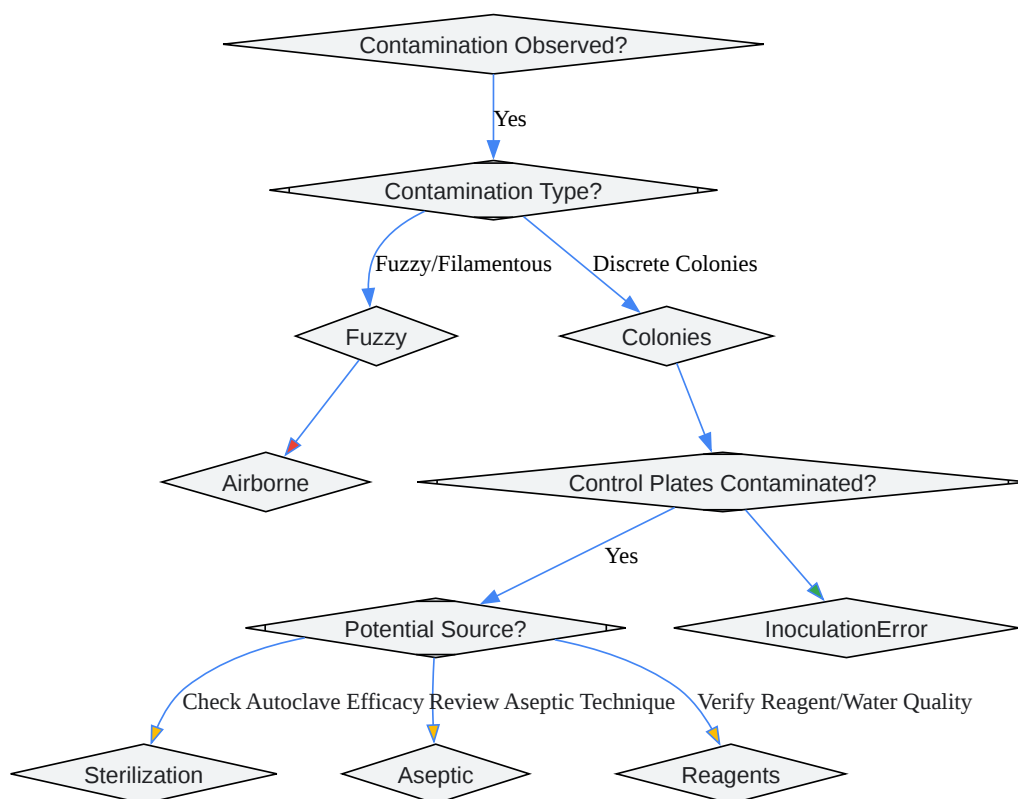 Contamination Observed?
Yes
Contamination Type?
Fuzzy/Filamentous
Discrete Colonies
Fuzzy
Colonies
Airborne
Control Plates Contaminated?
Yes
Potential Source?
InoculationError
Check Autoclave Efficacy
Review Aseptic Technique
Verify Reagent/Water Quality
Sterilization
Aseptic
Reagents